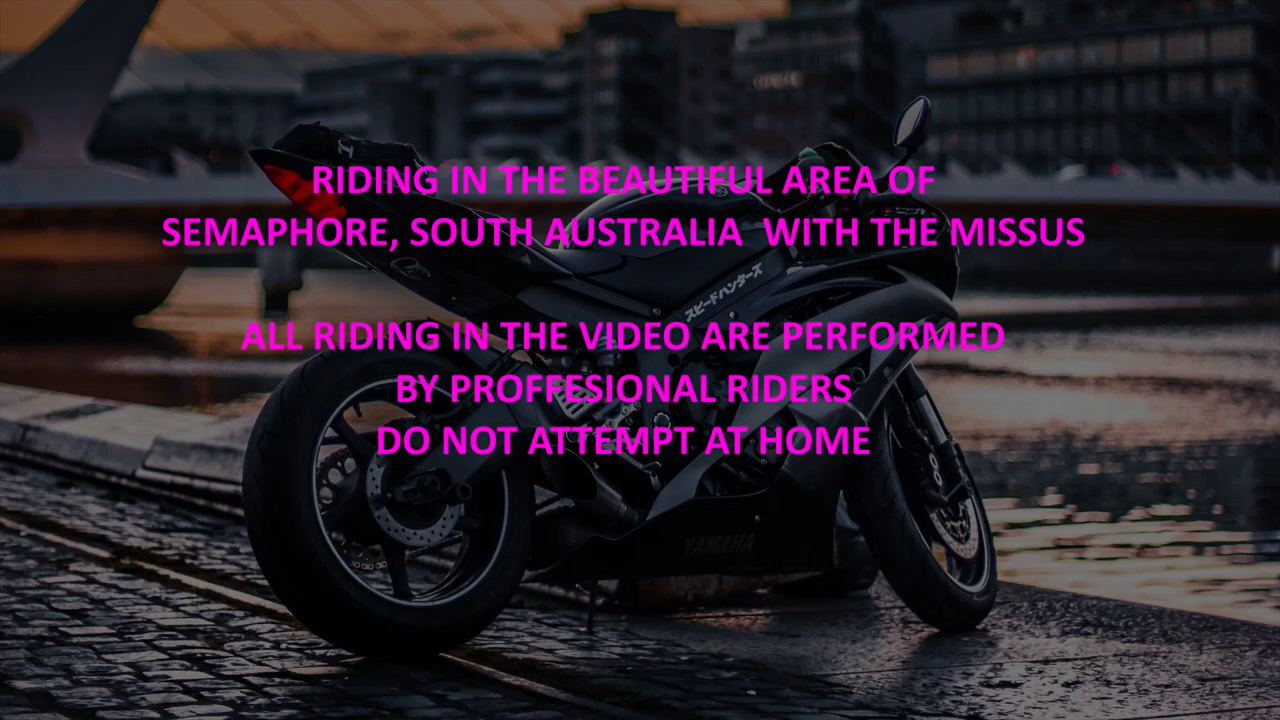 RIDING IN THE BEAUTIFUL AREA OF
SEMAPHORE, SOUTH AUSTRALIA  WITH THE MISSUS
ALL RIDING IN THE VIDEO ARE PERFORMED
BY PROFFESIONAL RIDERS
DO NOT ATTEMPT AT HOME
スピードハンターズ
YAMAHA